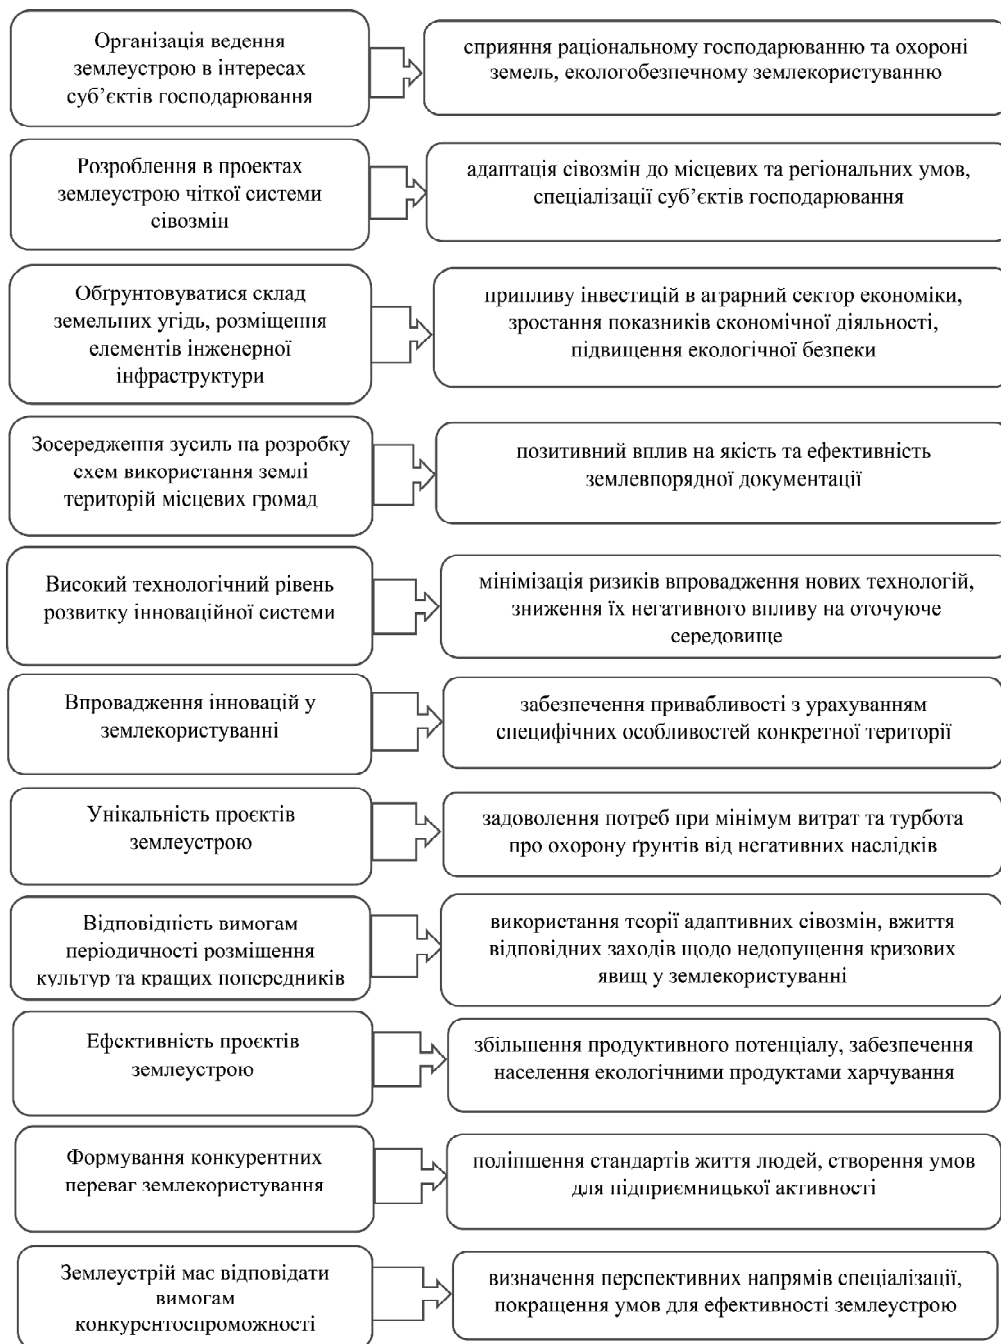 Організація ведення
землеустрою в інтересах
суб’єктів господарювання
сприяння раціональному господарюванню та охороні
земель, екологобезпечному землекористуванню
Розроблення в проектах
землеустрою чіткої системи
сівозмін
адаптація сівозмін до місцевих та регіональних умов,
спеціалізації суб’єктів господарювання
Обґрунтовуватися склад
земельних угідь, розміщення
елементів інженерної
інфраструктури
припливу інвестицій в аграрний сектор економіки,
зростання показників економічної діяльності,
підвищення екологічної безпеки
Зосередження зусиль на розробку
схем використання землі
територій місцевих громад
позитивний вплив на якість та ефективність
землевпорядної документації
Високий технологічний рівень
розвитку інноваційної системи
мінімізація ризиків впровадження нових технологій,
зниження їх негативного впливу на оточуюче
середовище
Впровадження інновацій у
землекористуванні
забезпечення привабливості з урахуванням
специфічних особливостей конкретної території
Унікальність проєктів
землеустрою
задоволення потреб при мінімум витрат та турбота
про охорону ґрунтів від негативних наслідків
Відповідність вимогам
періодичності розміщення
культур та кращих попередників
використання теорії адаптивних сівозмін, вжиття
відповідних заходів щодо недопущення кризових
явищ у землекористуванні
Ефективність проєктів
землеустрою
збільшення продуктивного потенціалу, забезпечення
населення екологічними продуктами харчування
Формування конкурентних
переваг землекористування
поліпшення стандартів життя людей, створення умов
для підприємницької активності
Землеустрій має відповідати
вимогам
конкурентоспроможності
визначення перспективних напрямів спеціалізації,
покращення умов для ефективності землеустрою